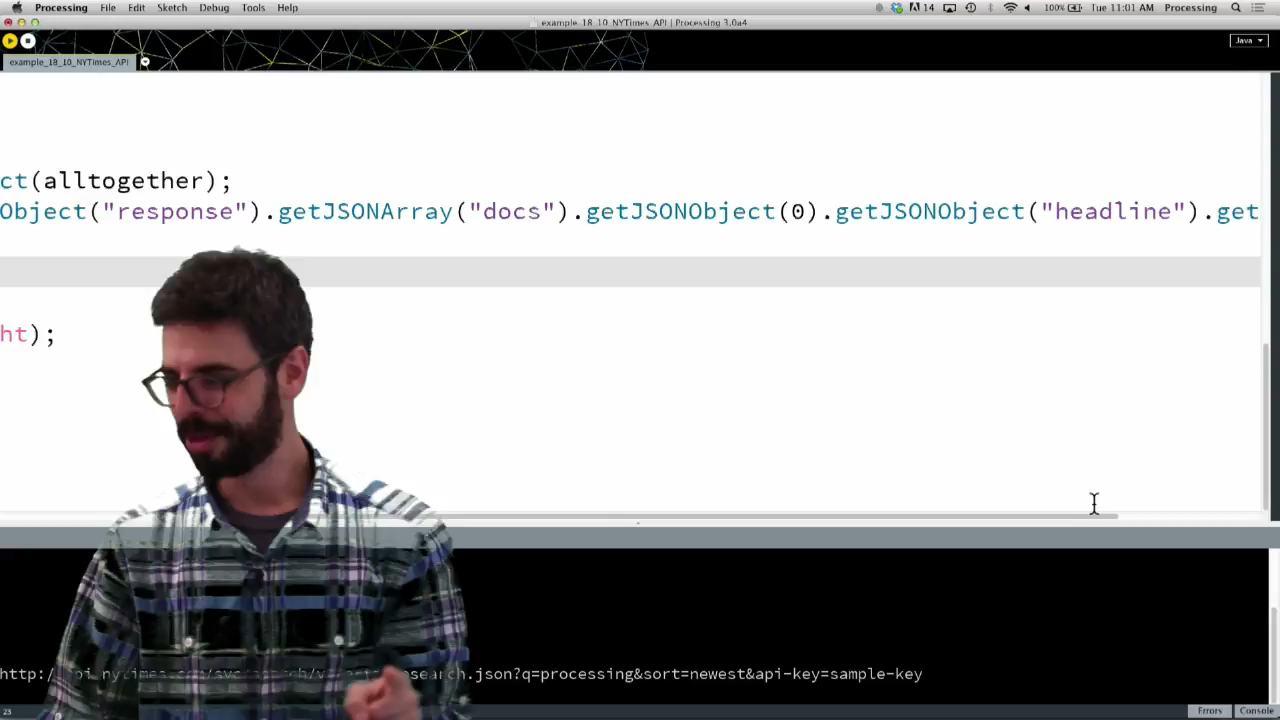 Processing File Edit Sketch Debug Tools Help 14 100% Tue 11:01 AM Processing
example_18_10_NYTimes_API | Processing 3.0a4
Java
example_18_10_NYTimes_API
ct(alltogether);
Object("response").getJSONArray("docs").getJSONObject(0).getJSONObject("headline").get
ht);
http:/ search.json?q=processing&sort=newest&api-key=sample-key
23 Errors Console